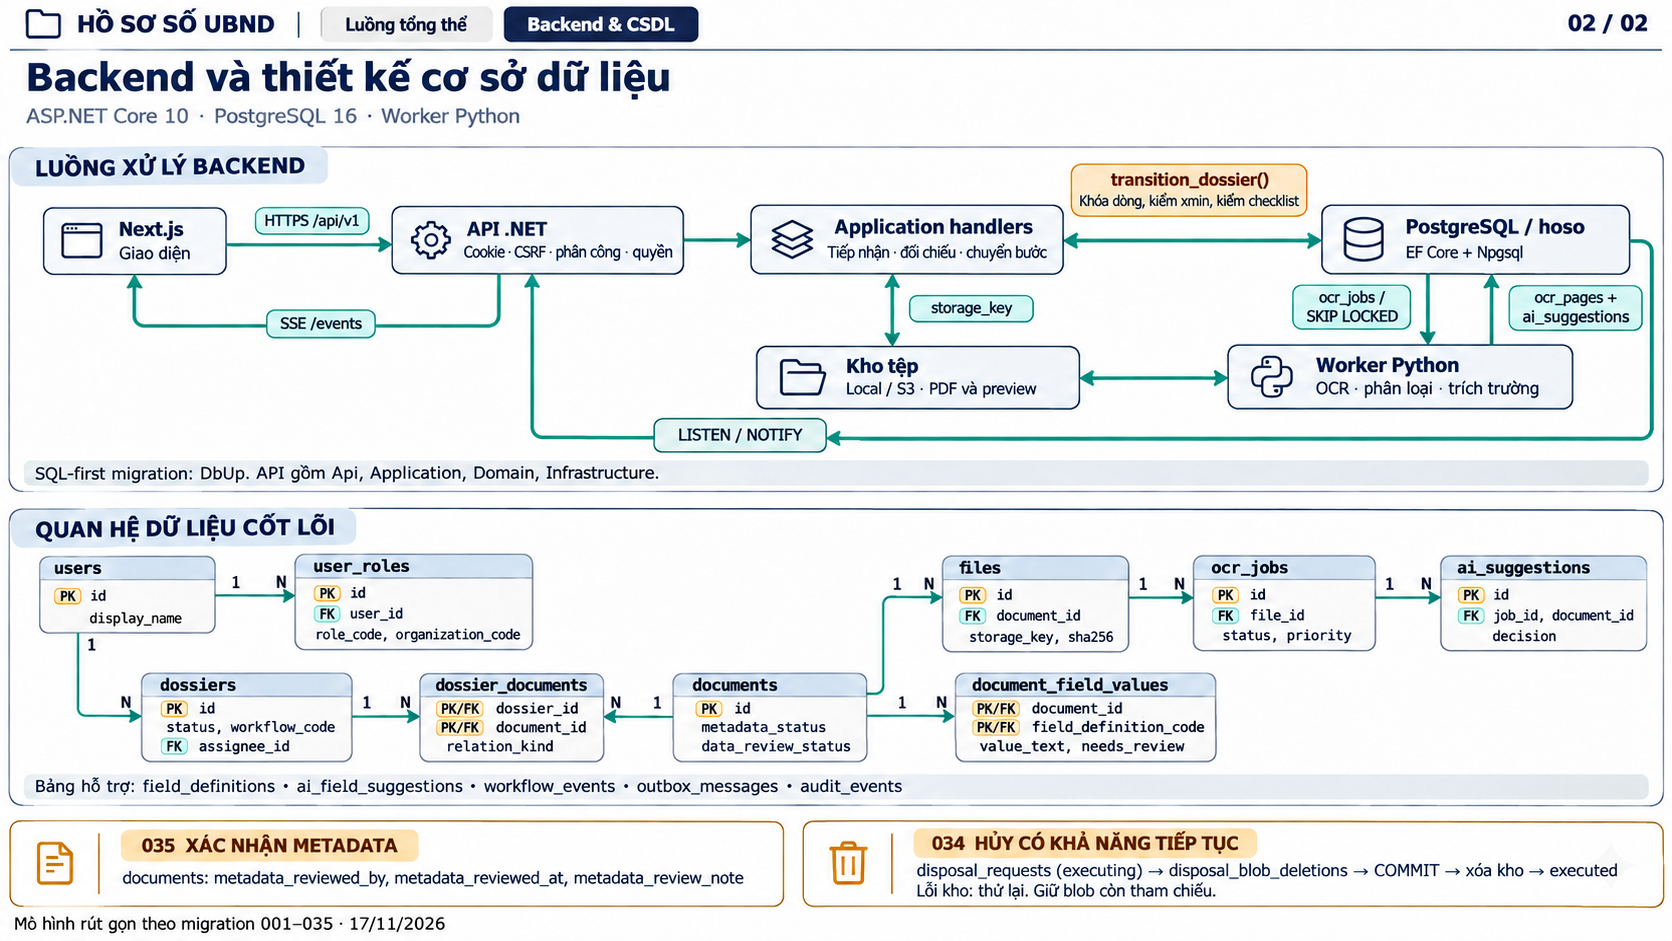 HỒ SƠ SỐ UBND
Luồng tổng thể
Backend & CSDL
02 / 02
Backend và thiết kế cơ sở dữ liệu
ASP.NET Core 10 · PostgreSQL 16 · Worker Python
LUỒNG XỬ LÝ BACKEND
transition_dossier()
Khóa dòng, kiểm xmin, kiểm checklist
Next.js
Giao diện
HTTPS /api/v1
API .NET
Cookie · CSRF · phân công · quyền
Application handlers
Tiếp nhận · đối chiếu · chuyển bước
PostgreSQL / hoso
EF Core + Npgsql
SSE /events
storage_key
ocr_jobs /
SKIP LOCKED
ocr_pages +
ai_suggestions
Kho tệp
Local / S3 · PDF và preview
Worker Python
OCR · phân loại · trích trường
LISTEN / NOTIFY
SQL-first migration: DbUp. API gồm Api, Application, Domain, Infrastructure.
QUAN HỆ DỮ LIỆU CỐT LÕI
users
PK id
display_name
1 N
user_roles
PK id
FK user_id
role_code, organization_code
1 N
files
PK id
FK document_id
storage_key, sha256
1 N
ocr_jobs
PK id
FK file_id
status, priority
1 N
ai_suggestions
PK id
FK job_id, document_id
decision
1
N
dossiers
PK id
status, workflow_code
FK assignee_id
1 N
dossier_documents
PK/FK dossier_id
PK/FK document_id
relation_kind
N 1
documents
PK id
metadata_status
data_review_status
1 N
document_field_values
PK/FK document_id
PK/FK field_definition_code
value_text, needs_review
Bảng hỗ trợ: field_definitions • ai_field_suggestions • workflow_events • outbox_messages • audit_events
035 XÁC NHẬN METADATA
documents: metadata_reviewed_by, metadata_reviewed_at, metadata_review_note
034 HỦY CÓ KHẢ NĂNG TIẾP TỤC
disposal_requests (executing) → disposal_blob_deletions → COMMIT → xóa kho → executed
Lỗi kho: thử lại. Giữ blob còn tham chiếu.
Mô hình rút gọn theo migration 001–035 · 17/11/2026